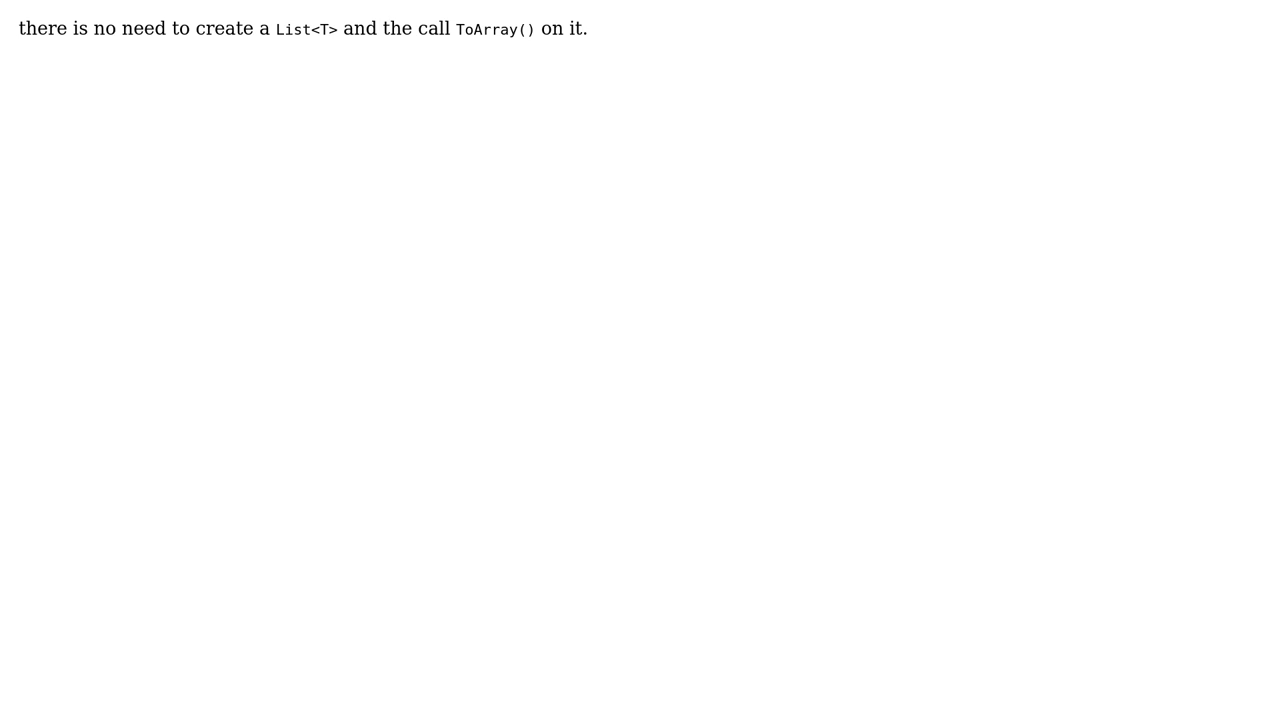 there is no need to create a List<T> and the call ToArray() on it.